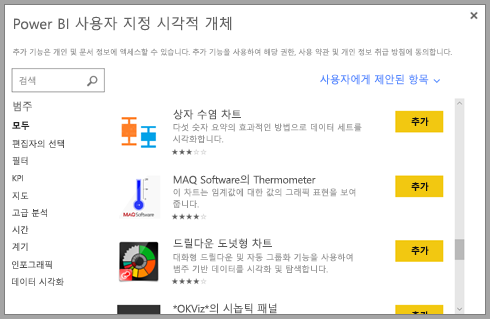 Power BI 사용자 지정 시각적 개체
추가 기능은 개인 및 문서 정보에 액세스할 수 있습니다. 추가 기능을 사용하여 해당 권한, 사용 약관 및 개인 정보 취급 방침에 동의합니다.
검색
사용자에게 제안된 항목
범주
모두
편집자의 선택
필터
KPI
지도
고급 분석
시간
계기
인포그래픽
데이터 시각화
상자 수염 차트
다섯 숫자 요약의 효과적인 방법으로 데이터 세트를
시각화합니다.
추가
MAQ Software
MAQ Software의 Thermometer
이 차트는 임계값에 대한 값의 그래픽 표현을 보여
줍니다.
추가
드릴다운 도넛형 차트
대화형 드릴다운 및 자동 그룹화 기능을 사용하여
범주 기반 데이터를 시각화 및 탐색합니다.
추가
*OKViz*의 시놉틱 패널
추가